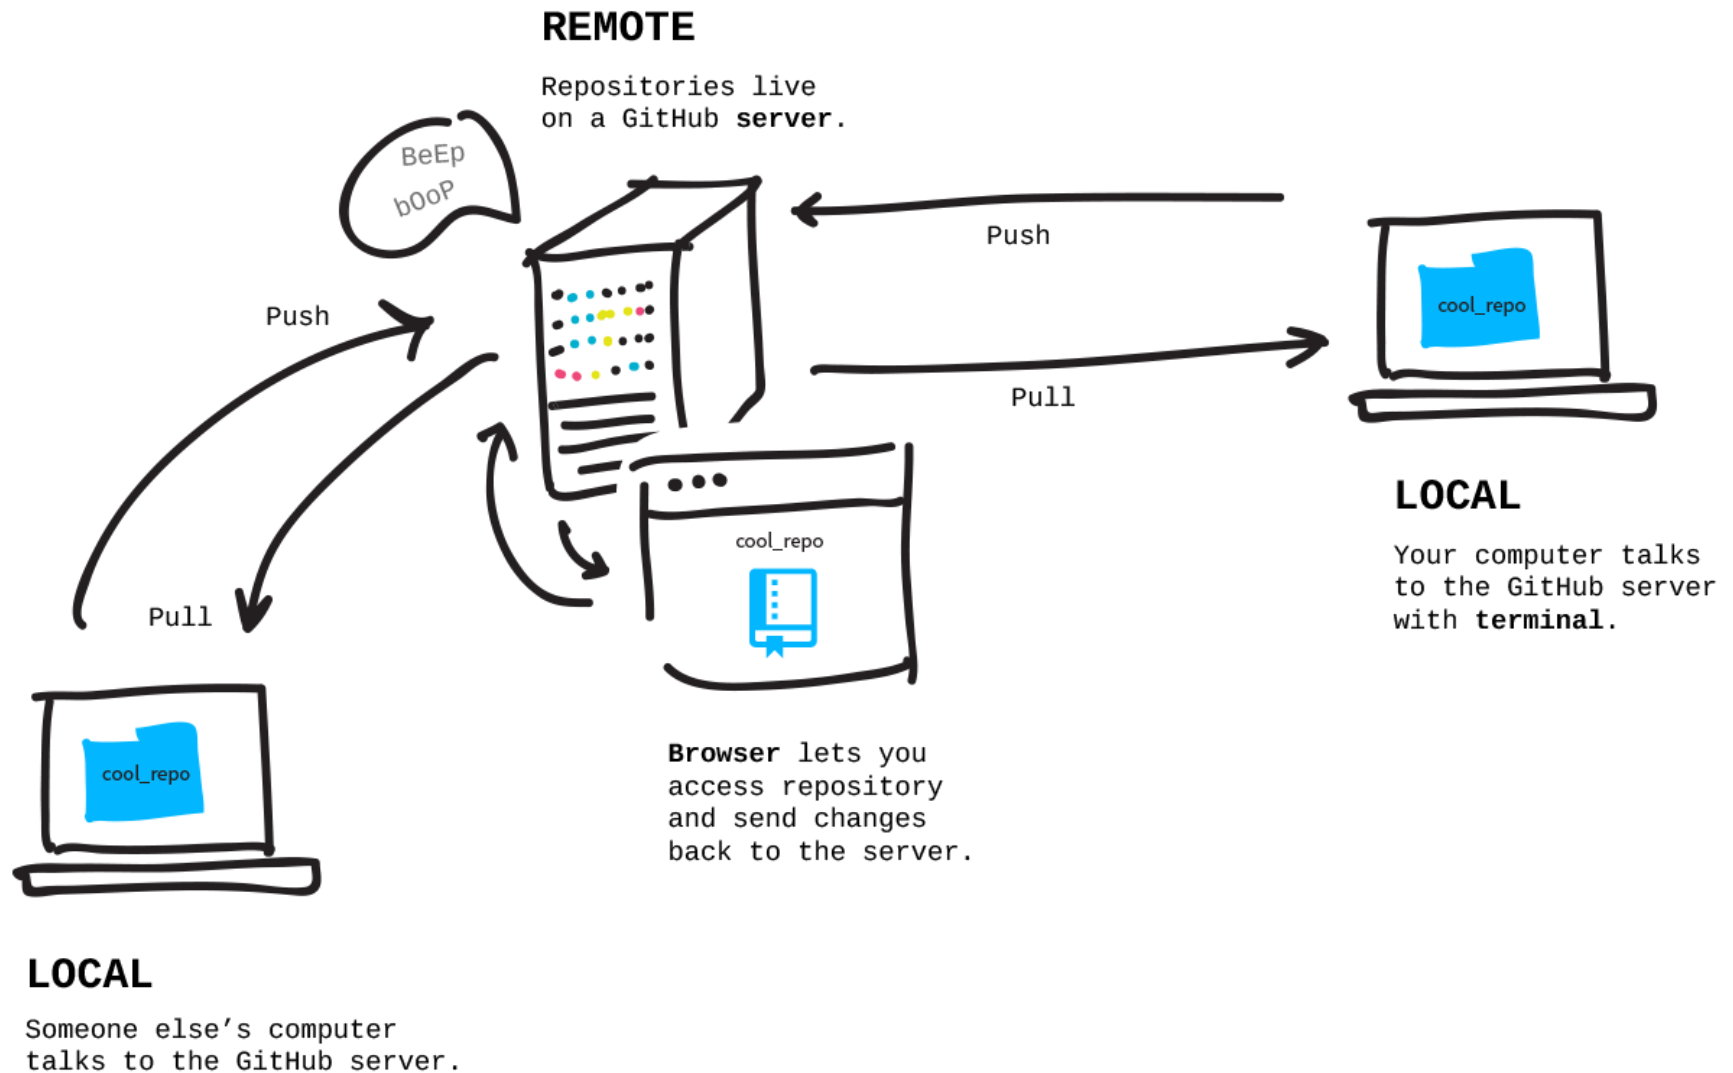 REMOTE
Repositories live
on a GitHub server.
BeEp
bOoP
Push
Push
Pull
cool_repo
Pull
cool_repo
LOCAL
Your computer talks
to the GitHub server
with terminal.
cool_repo
Browser lets you
access repository
and send changes
back to the server.
cool_repo
LOCAL
Someone else’s computer
talks to the GitHub server.